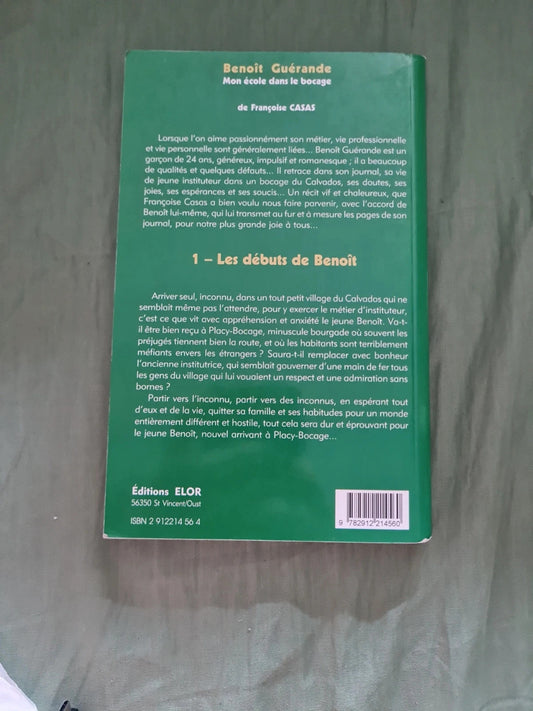 Benoît Guérande
Mon école dans le bocage
de Françoise CASAS
Lorsque l'on aime passionnément son métier, vie professionnelle
et vie personnelle sont généralement liées... Benoît Guérande est un
garçon de 24 ans, généreux, impulsif et romanesque ; il a beaucoup
de qualités et quelques défauts... Il retrace dans son journal, sa vie
de jeune instituteur dans un bocage du Calvados, ses doutes, ses
joies, ses espérances et ses soucis... Un récit vif et chaleureux, que
Françoise Casas a bien voulu nous faire parvenir, avec l'accord de
Benoît lui-même, qui lui transmet au fur et à mesure les pages de son
journal, pour notre plus grande joie à tous...
1 – Les débuts de Benoît
Arriver seul, inconnu, dans un tout petit village du Calvados qui ne
semblait même pas l'attendre, pour y exercer le métier d'instituteur,
c'est ce que vit avec appréhension et anxiété le jeune Benoît. Va-t-
il être bien reçu à Placy-Bocage, minuscule bourgade où souvent les
préjugés tiennent bien la route, et où les habitants sont terriblement
méfiants envers les étrangers ? Saura-t-il remplacer avec bonheur
l'ancienne institutrice, qui semblait gouverner d'une main de fer tous
les gens du village qui lui vouaient un respect et une admiration sans
bornes ?
Partir vers l'inconnu, partir vers des inconnus, en espérant tout
d'eux et de la vie, quitter sa famille et ses habitudes pour un monde
entièrement différent et hostile, tout cela sera dur et éprouvant pour
le jeune Benoît, nouvel arrivant à Placy-Bocage...
Éditions ELOR
56350 St Vincent/Oust
ISBN 2 912214 56 4
9 782912 214560